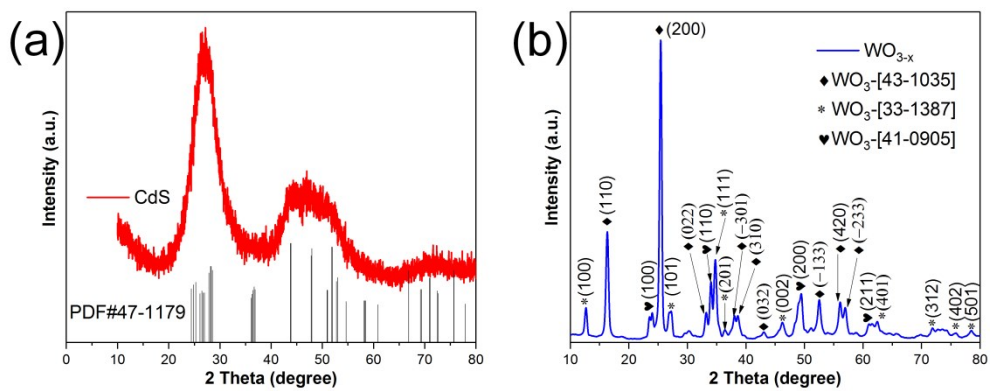 (a)
Intensity (a.u.)
CdS
PDF#47-1179
0 10 20 30 40 50 60 70 80
2 Theta (degree)
(b)
Intensity (a.u.)
♦(200)
WO3-x
♦WO3-[43-1035]
*WO3-[33-1387]
♥WO3-[41-0905]
*(100)
♦(110)
♥(100)
*(101)
♦(022)
♥(110)
*(111)
*(201)
♦(-301)
♦(310)
♦(032)
*(002)
♥(200)
♦(-133)
♦(420)
♦(-233)
♥(211)
*(401)
*(312)
*(402)
*(501)
10 20 30 40 50 60 70 80
2 Theta (degree)